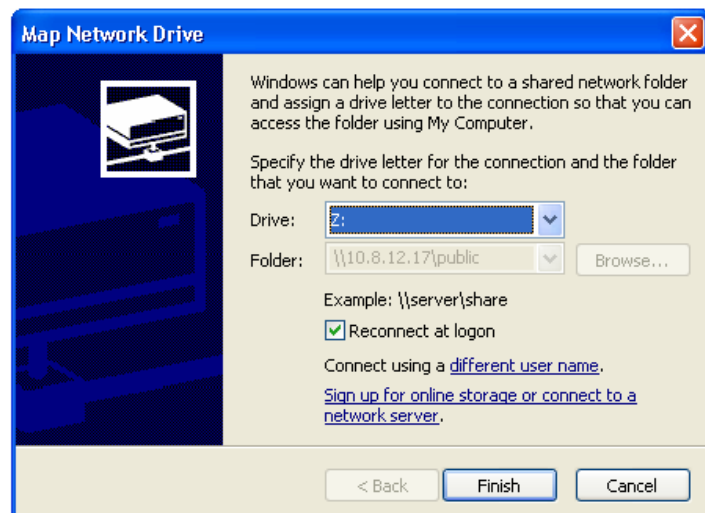 Map Network Drive
Windows can help you connect to a shared network folder
and assign a drive letter to the connection so that you can
access the folder using My Computer.
Specify the drive letter for the connection and the folder
that you want to connect to:
Drive: Z:
Folder: \\10.8.12.17\public Browse...
Example: \\server\share
Reconnect at logon
Connect using a different user name.
Sign up for online storage or connect to a
network server.
< Back Finish Cancel